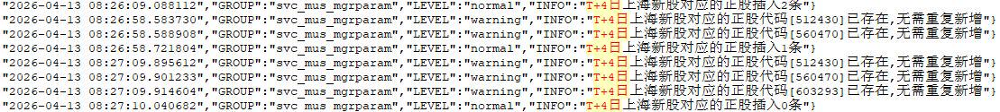 "2026-04-13 08:26:09.088112","GROUP":"svc_mus_mgrparam","LEVEL":"normal","INFO":"T+4日上海新股对应的正股插入2条"}
"2026-04-13 08:26:58.583730","GROUP":"svc_mus_mgrparam","LEVEL":"warning","INFO":"T+4日上海新股对应的正股代码[512430]已存在,无需重复新增"}
"2026-04-13 08:26:58.588908","GROUP":"svc_mus_mgrparam","LEVEL":"warning","INFO":"T+4日上海新股对应的正股代码[560470]已存在,无需重复新增"}
"2026-04-13 08:26:58.721804","GROUP":"svc_mus_mgrparam","LEVEL":"normal","INFO":"T+4日上海新股对应的正股插入1条"}
"2026-04-13 08:27:09.895612","GROUP":"svc_mus_mgrparam","LEVEL":"warning","INFO":"T+4日上海新股对应的正股代码[512430]已存在,无需重复新增"}
"2026-04-13 08:27:09.901233","GROUP":"svc_mus_mgrparam","LEVEL":"warning","INFO":"T+4日上海新股对应的正股代码[560470]已存在,无需重复新增"}
"2026-04-13 08:27:09.914604","GROUP":"svc_mus_mgrparam","LEVEL":"warning","INFO":"T+4日上海新股对应的正股代码[603293]已存在,无需重复新增"}
"2026-04-13 08:27:10.040682","GROUP":"svc_mus_mgrparam","LEVEL":"normal","INFO":"T+4日上海新股对应的正股插入0条"}